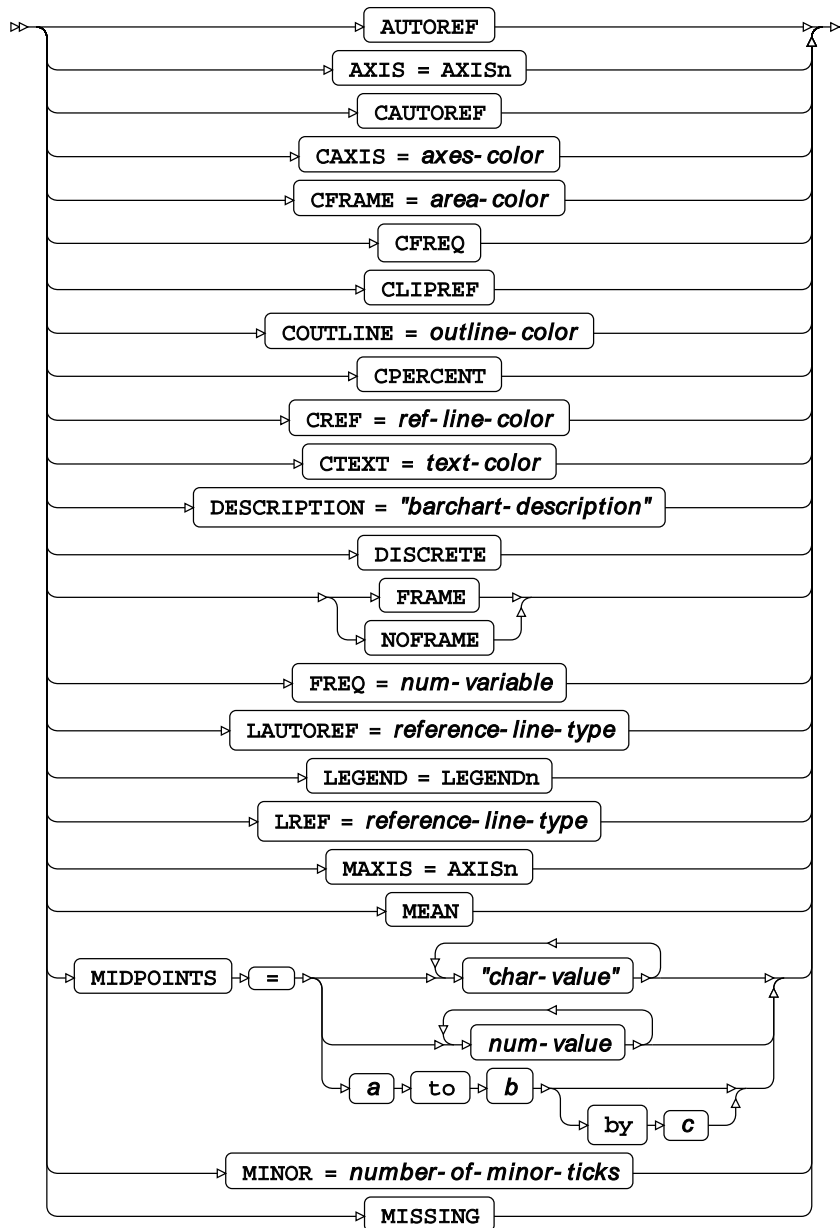 AUTOREF
AXIS = AXISn
CAUTOREF
CAXIS = axes-color
CFRAME = area-color
CFREQ
CLIPREF
COUTLINE = outline-color
CPERCENT
CREF = ref-line-color
CTEXT = text-color
DESCRIPTION = "barchart-description"
DISCRETE
FRAME
NOFRAME
FREQ = num-variable
LAUTOREF = reference-line-type
LEGEND = LEGENDn
LREF = reference-line-type
MAXIS = AXISn
MEAN
MIDPOINTS = "char-value"
num-value
a to b
by c
MINOR = number-of-minor-ticks
MISSING